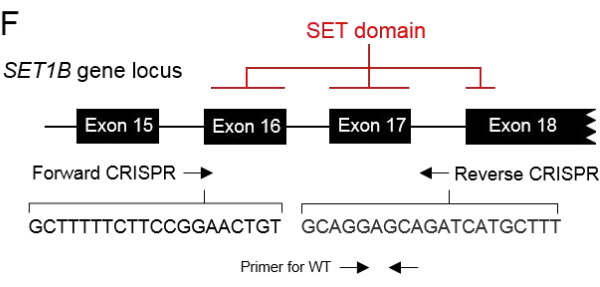 F
SET domain
SET1B gene locus
Exon 15 Exon 16 Exon 17 Exon 18
Forward CRISPR Reverse CRISPR
GCTTTTTCTTCCGGAACTGT GCAGGAGCAGATCATGCTTT
Primer for WT